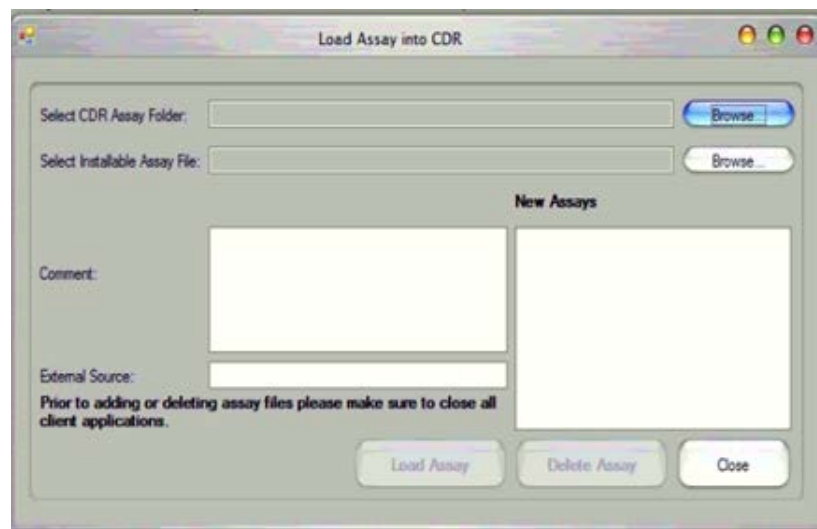 Load Assay into CDR
Select CDR Assay Folder:
Browse...
Select Installable Assay File:
Browse...
New Assays
Comment:
External Source:
Prior to adding or deleting assay files please make sure to close all
client applications.
Load Assay
Delete Assay
Close